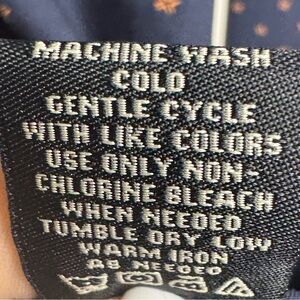 MACHINE WASH
COLD
GENTLE CYCLE
WITH LIKE COLORS
USE ONLY NON-
CHLORINE BLEACH
WHEN NEEDED
TUMBLE DRY LOW
WARM IRON
AS NEEDED